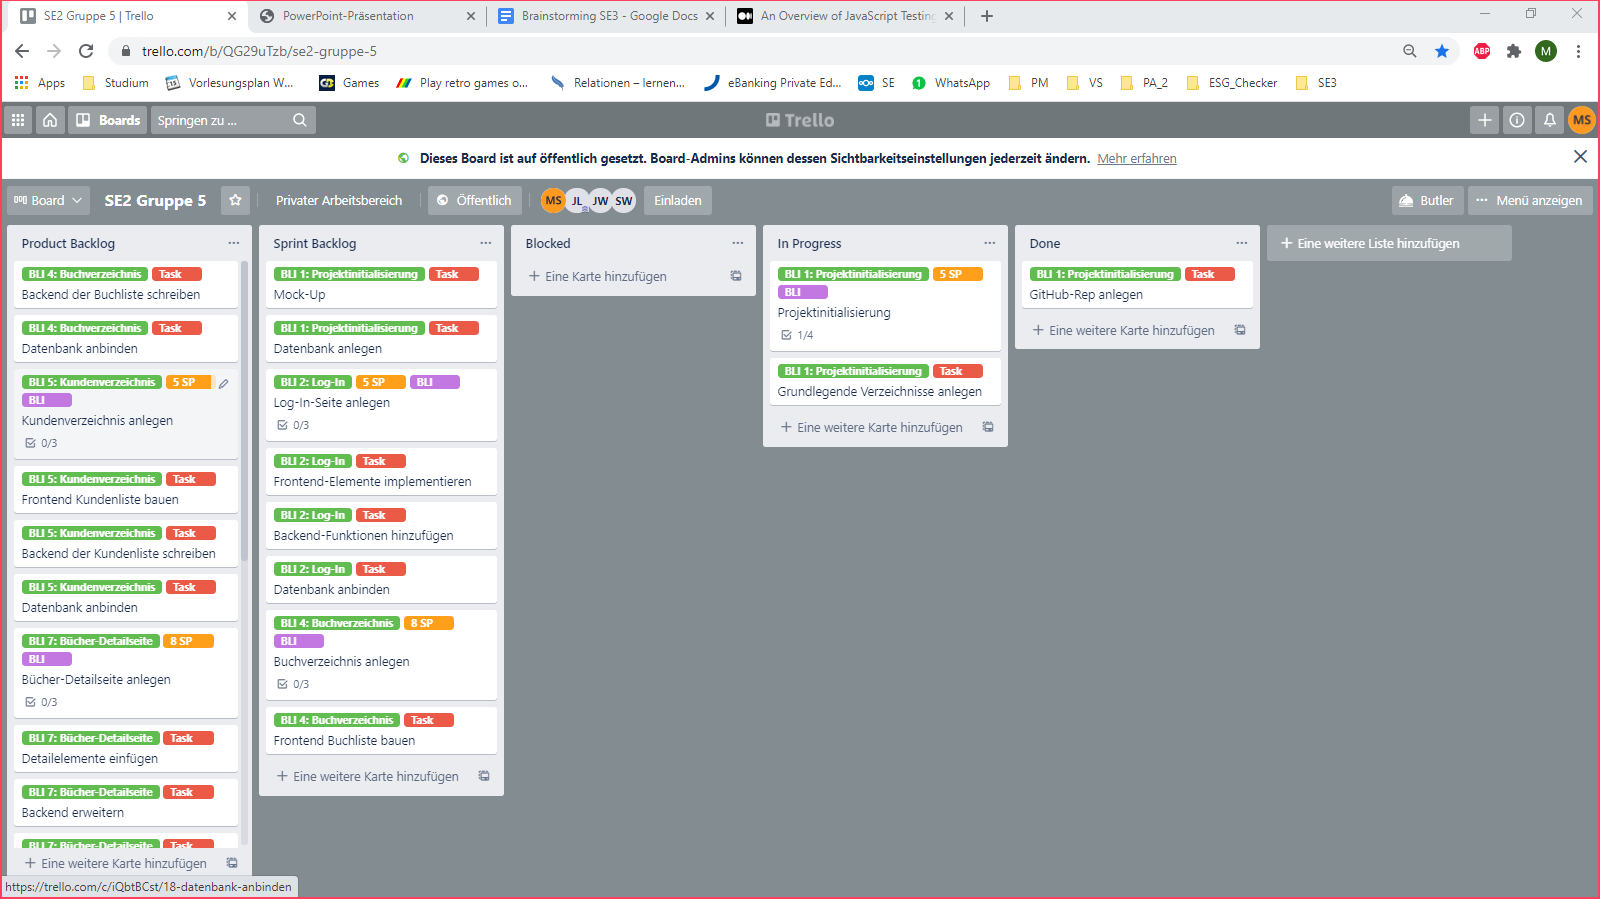 SE2 Gruppe 5 | Trello
PowerPoint-Präsentation
Brainstorming SE3 - Google Docs
An Overview of JavaScript Testing
trello.com/b/QG29uTzb/se2-gruppe-5
ABP
M
Apps
Studium
Vorlesungsplan W...
Games
Play retro games o...
Relationen – lernen...
eBanking Private Ed...
SE
WhatsApp
PM
VS
PA_2
ESG_Checker
SE3
Boards
Springen zu ...
Trello
MS
Dieses Board ist auf öffentlich gesetzt. Board-Admins können dessen Sichtbarkeitseinstellungen jederzeit ändern. Mehr erfahren
Board
SE2 Gruppe 5
Privater Arbeitsbereich
Öffentlich
MS
JL
JW
SW
Einladen
Butler
Menü anzeigen
Product Backlog
BLI 4: Buchverzeichnis Task
Backend der Buchliste schreiben
BLI 4: Buchverzeichnis Task
Datenbank anbinden
BLI 5: Kundenverzeichnis 5 SP
BLI
Kundenverzeichnis anlegen
0/3
BLI 5: Kundenverzeichnis Task
Frontend Kundenliste bauen
BLI 5: Kundenverzeichnis Task
Backend der Kundenliste schreiben
BLI 5: Kundenverzeichnis Task
Datenbank anbinden
BLI 7: Bücher-Detailseite 8 SP
BLI
Bücher-Detailseite anlegen
0/3
BLI 7: Bücher-Detailseite Task
Detailelemente einfügen
BLI 7: Bücher-Detailseite Task
Backend erweitern
BLI 7: Bücher-Detailseite Task
Eine weitere Karte hinzufügen
Sprint Backlog
BLI 1: Projektinitialisierung Task
Mock-Up
BLI 1: Projektinitialisierung Task
Datenbank anlegen
BLI 2: Log-In 5 SP BLI
Log-In-Seite anlegen
0/3
BLI 2: Log-In Task
Frontend-Elemente implementieren
BLI 2: Log-In Task
Backend-Funktionen hinzufügen
BLI 2: Log-In Task
Datenbank anbinden
BLI 4: Buchverzeichnis 8 SP
BLI
Buchverzeichnis anlegen
0/3
BLI 4: Buchverzeichnis Task
Frontend Buchliste bauen
Eine weitere Karte hinzufügen
Blocked
Eine Karte hinzufügen
In Progress
BLI 1: Projektinitialisierung 5 SP
BLI
Projektinitialisierung
1/4
BLI 1: Projektinitialisierung Task
Grundlegende Verzeichnisse anlegen
Eine weitere Karte hinzufügen
Done
BLI 1: Projektinitialisierung Task
GitHub-Rep anlegen
Eine weitere Karte hinzufügen
Eine weitere Liste hinzufügen
https://trello.com/c/iQbtBCst/18-datenbank-anbinden